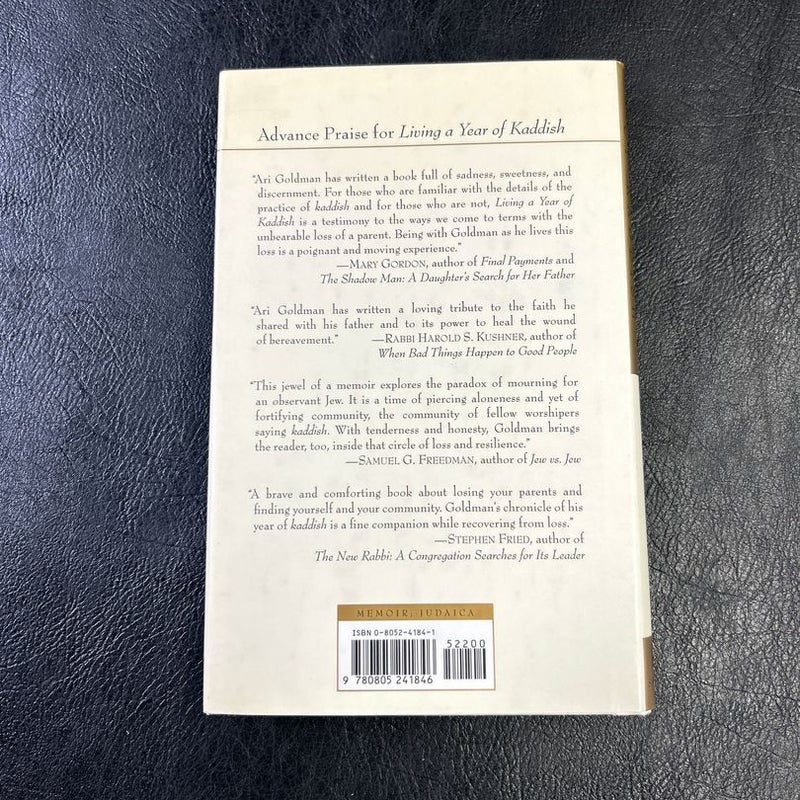 Advance Praise for Living a Year of Kaddish
“Ari Goldman has written a book full of sadness, sweetness, and
discernment. For those who are familiar with the details of the
practice of kaddish and for those who are not, Living a Year of
Kaddish is a testimony to the ways we come to terms with the
unbearable loss of a parent. Being with Goldman as he lives this
loss is a poignant and moving experience.”
—MARY GORDON, author of Final Payments and
The Shadow Man: A Daughter's Search for Her Father
“Ari Goldman has written a loving tribute to the faith he
shared with his father and to its power to heal the wound
of bereavement.” —RABBI HAROLD S. KUSHNER, author of
When Bad Things Happen to Good People
“This jewel of a memoir explores the paradox of mourning for
an observant Jew. It is a time of piercing aloneness and yet of
fortifying community, the community of fellow worshipers
saying kaddish. With tenderness and honesty, Goldman brings
the reader, too, inside that circle of loss and resilience.”
—SAMUEL G. FREEDMAN, author of Jew vs. Jew
“A brave and comforting book about losing your parents and
finding yourself and your community. Goldman's chronicle of his
year of kaddish is a fine companion while recovering from loss.”
—STEPHEN FRIED, author of
The New Rabbi: A Congregation Searches for Its Leader
MEMOIR/JUDAICA
ISBN 0-8052-4184-1
52200
9 780805 241846